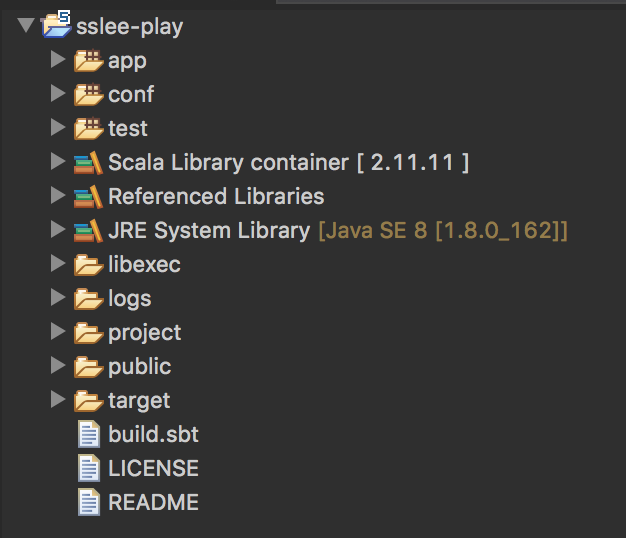 sslee-play
app
conf
test
Scala Library container [ 2.11.11 ]
Referenced Libraries
JRE System Library [Java SE 8 [1.8.0_162]]
libexec
logs
project
public
target
build.sbt
LICENSE
README